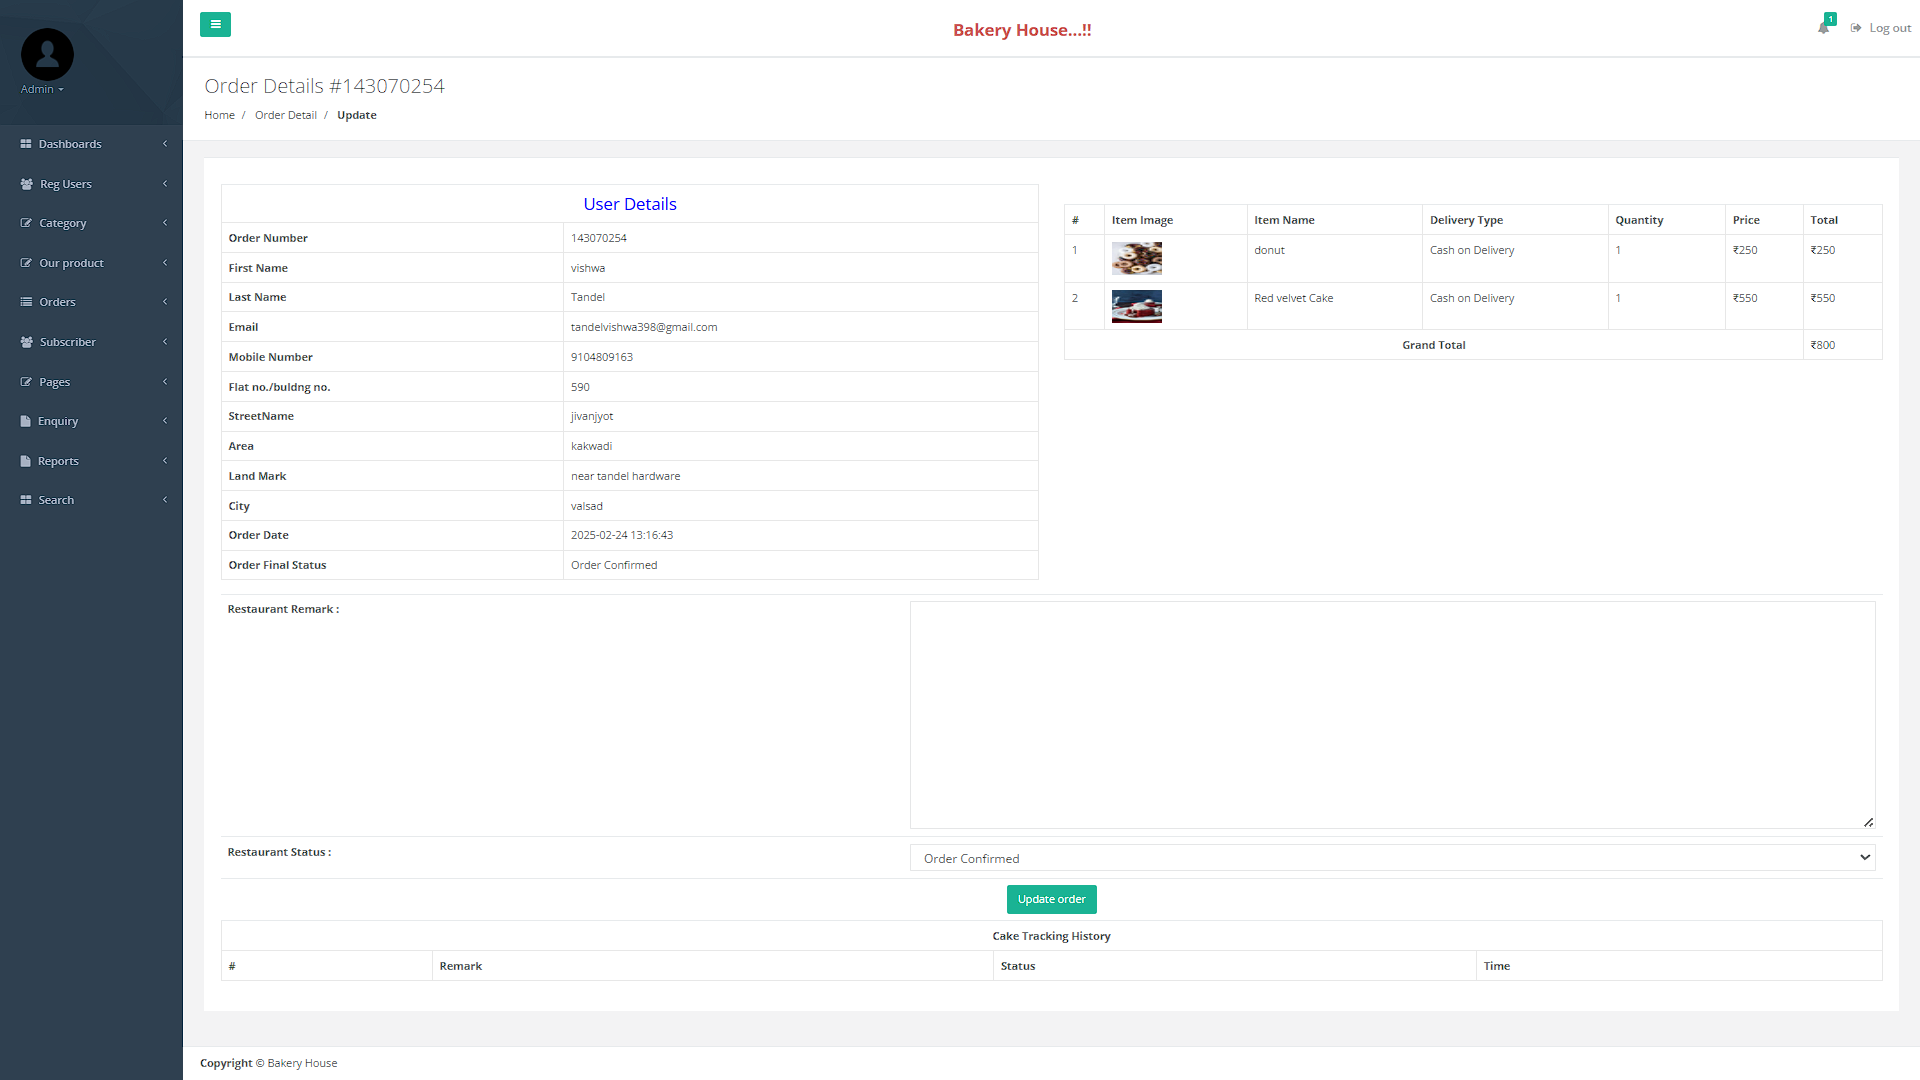 Bakery House...!!
1
Log out
Admin
Dashboards
Reg Users
Category
Our product
Orders
Subscriber
Pages
Enquiry
Reports
Search
Order Details #143070254
Home / Order Detail / Update
User Details
Order Number 143070254
First Name vishwa
Last Name Tandel
Email tandelvishwa398@gmail.com
Mobile Number 9104809163
Flat no./buldng no. 590
StreetName jivanjyot
Area kakwadi
Land Mark near tandel hardware
City valsad
Order Date 2025-02-24 13:16:43
Order Final Status Order Confirmed
# Item Image Item Name Delivery Type Quantity Price Total
1 donut Cash on Delivery 1 ₹250 ₹250
2 Red velvet Cake Cash on Delivery 1 ₹550 ₹550
Grand Total ₹800
Restaurant Remark :
Restaurant Status : Order Confirmed
Update order
Cake Tracking History
# Remark Status Time
Copyright © Bakery House